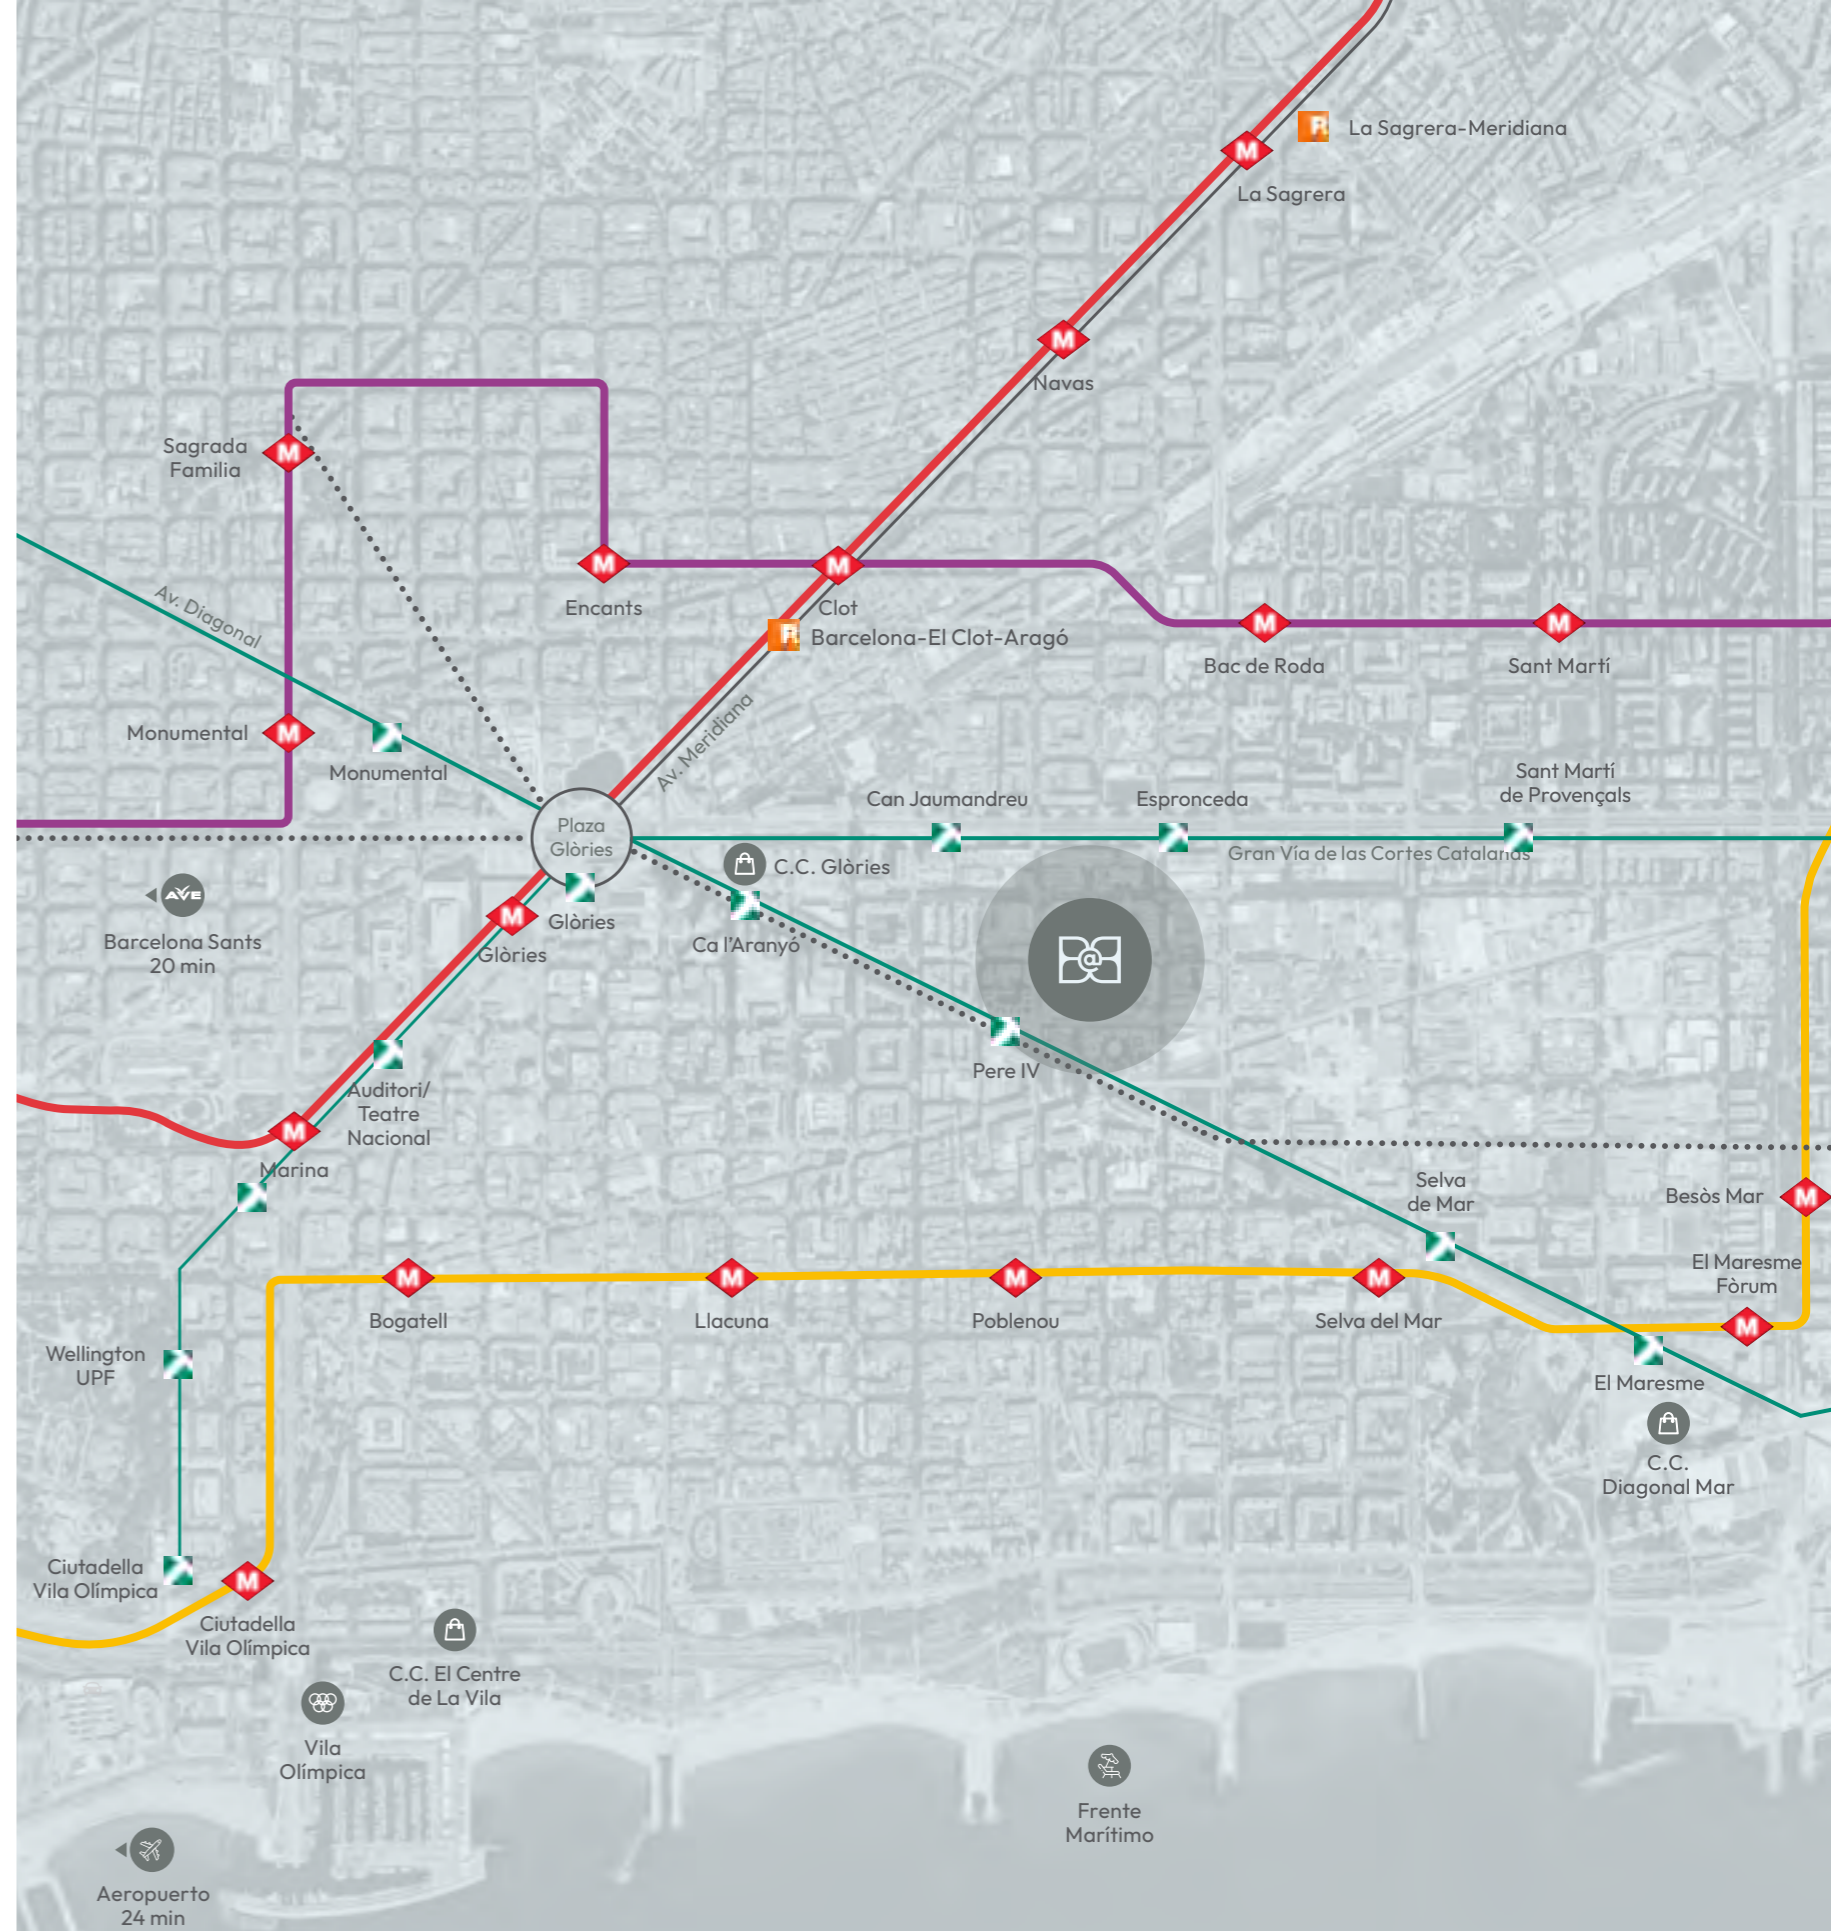 La Sagrera-Meridiana
La Sagrera
Navas
Sagrada
Familia
Encants
Clot
Barcelona-El Clot-Aragó
Bac de Roda
Sant Martí
Av. Diagonal
Av. Meridiana
Monumental
Monumental
Plaza
Glòries
Can Jaumandreu
Espronceda
Sant Martí
de Provençals
Gran Vía de las Cortes Catalanas
C.C. Glòries
AVE
Barcelona Sants
20 min
Glòries
Glòries
Ca l'Aranyó
@
Pere IV
Auditori/
Teatre
Nacional
Marina
Selva
de Mar
Besòs Mar
El Maresme
Fòrum
Bogatell
Llacuna
Poblenou
Selva del Mar
Wellington
UPF
El Maresme
C.C.
Diagonal Mar
Ciutadella
Vila Olímpica
Ciutadella
Vila Olímpica
C.C. El Centre
de La Vila
Vila
Olímpica
Frente
Marítimo
Aeropuerto
24 min